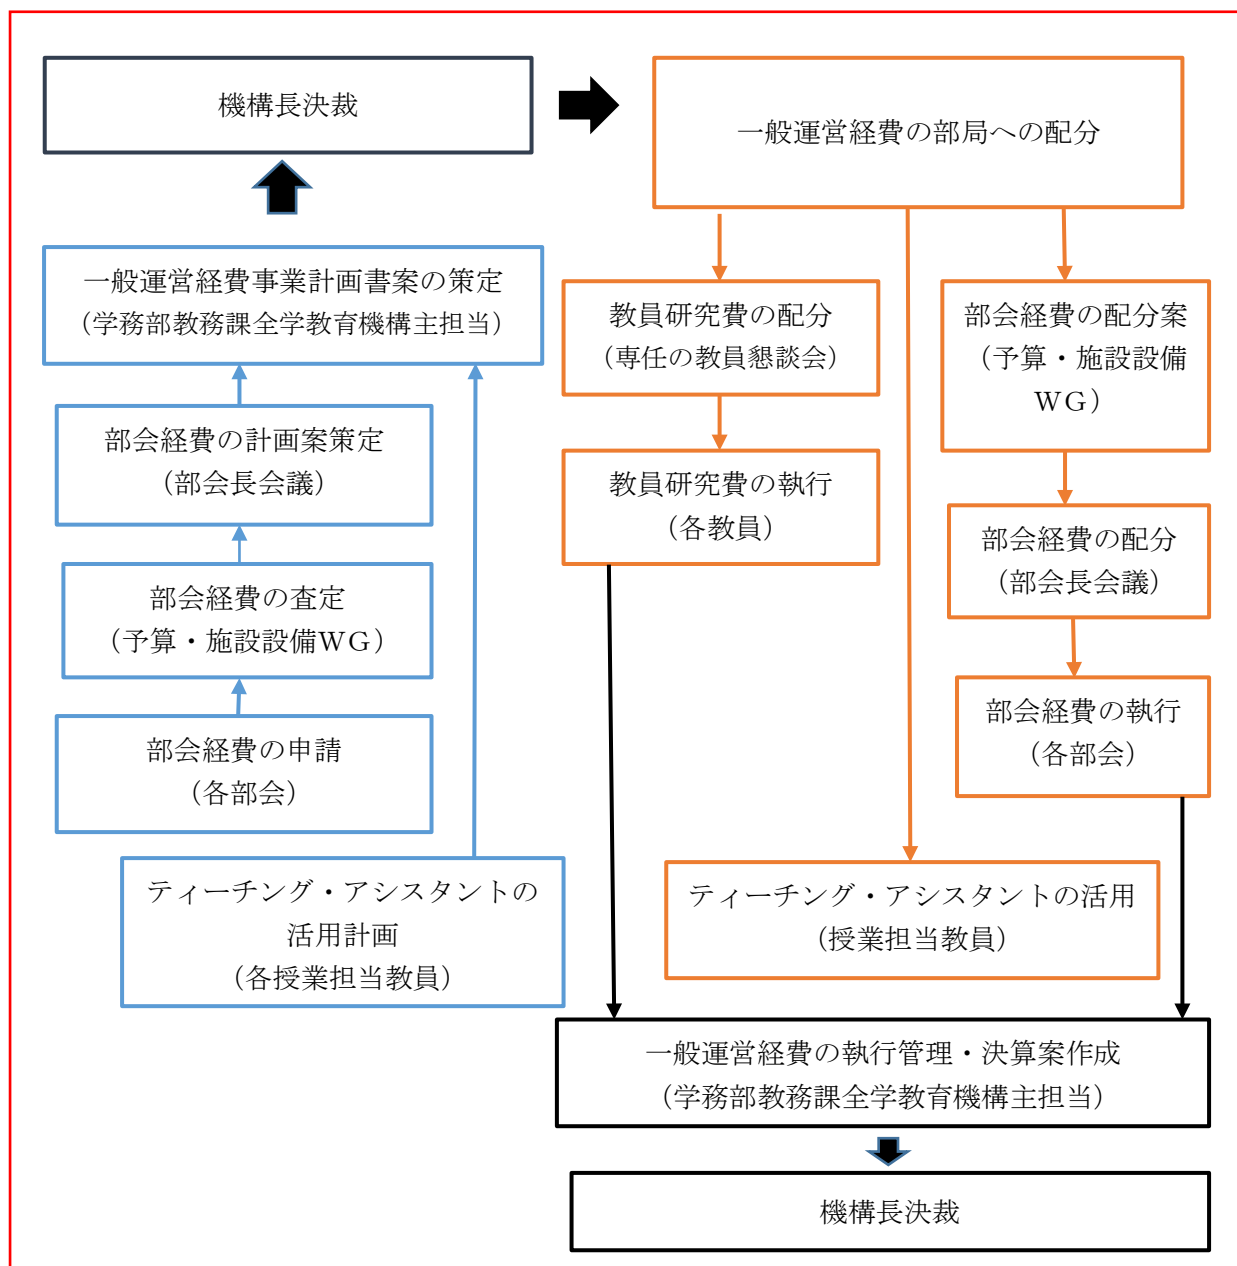 機構長決裁
一般運営経費の部局への配分
一般運営経費事業計画書案の策定
（学務部教務課全学教育機構主担当）
部会経費の計画案策定
（部会長会議）
部会経費の査定
（予算・施設設備WG）
部会経費の申請
（各部会）
ティーチング・アシスタントの
活用計画
（各授業担当教員）
教員研究費の配分
（専任の教員懇談会）
教員研究費の執行
（各教員）
部会経費の配分案
（予算・施設設備
WG）
部会経費の配分
（部会長会議）
部会経費の執行
（各部会）
ティーチング・アシスタントの活用
（授業担当教員）
一般運営経費の執行管理・決算案作成
（学務部教務課全学教育機構主担当）
機構長決裁